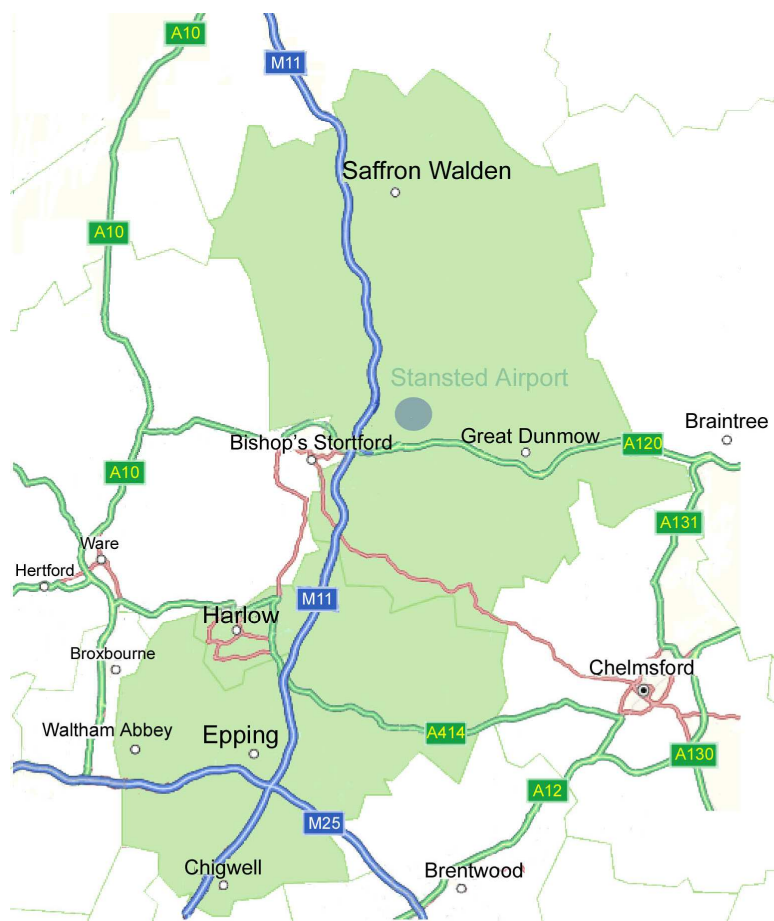 A10
M11
Saffron Walden
A10
Stansted Airport
Braintree
Bishop's Stortford
Great Dunmow
A120
A10
A131
Ware
Hertford
M11
Harlow
Broxbourne
Chelmsford
Waltham Abbey
Epping
A414
A130
A12
M25
Chigwell
Brentwood